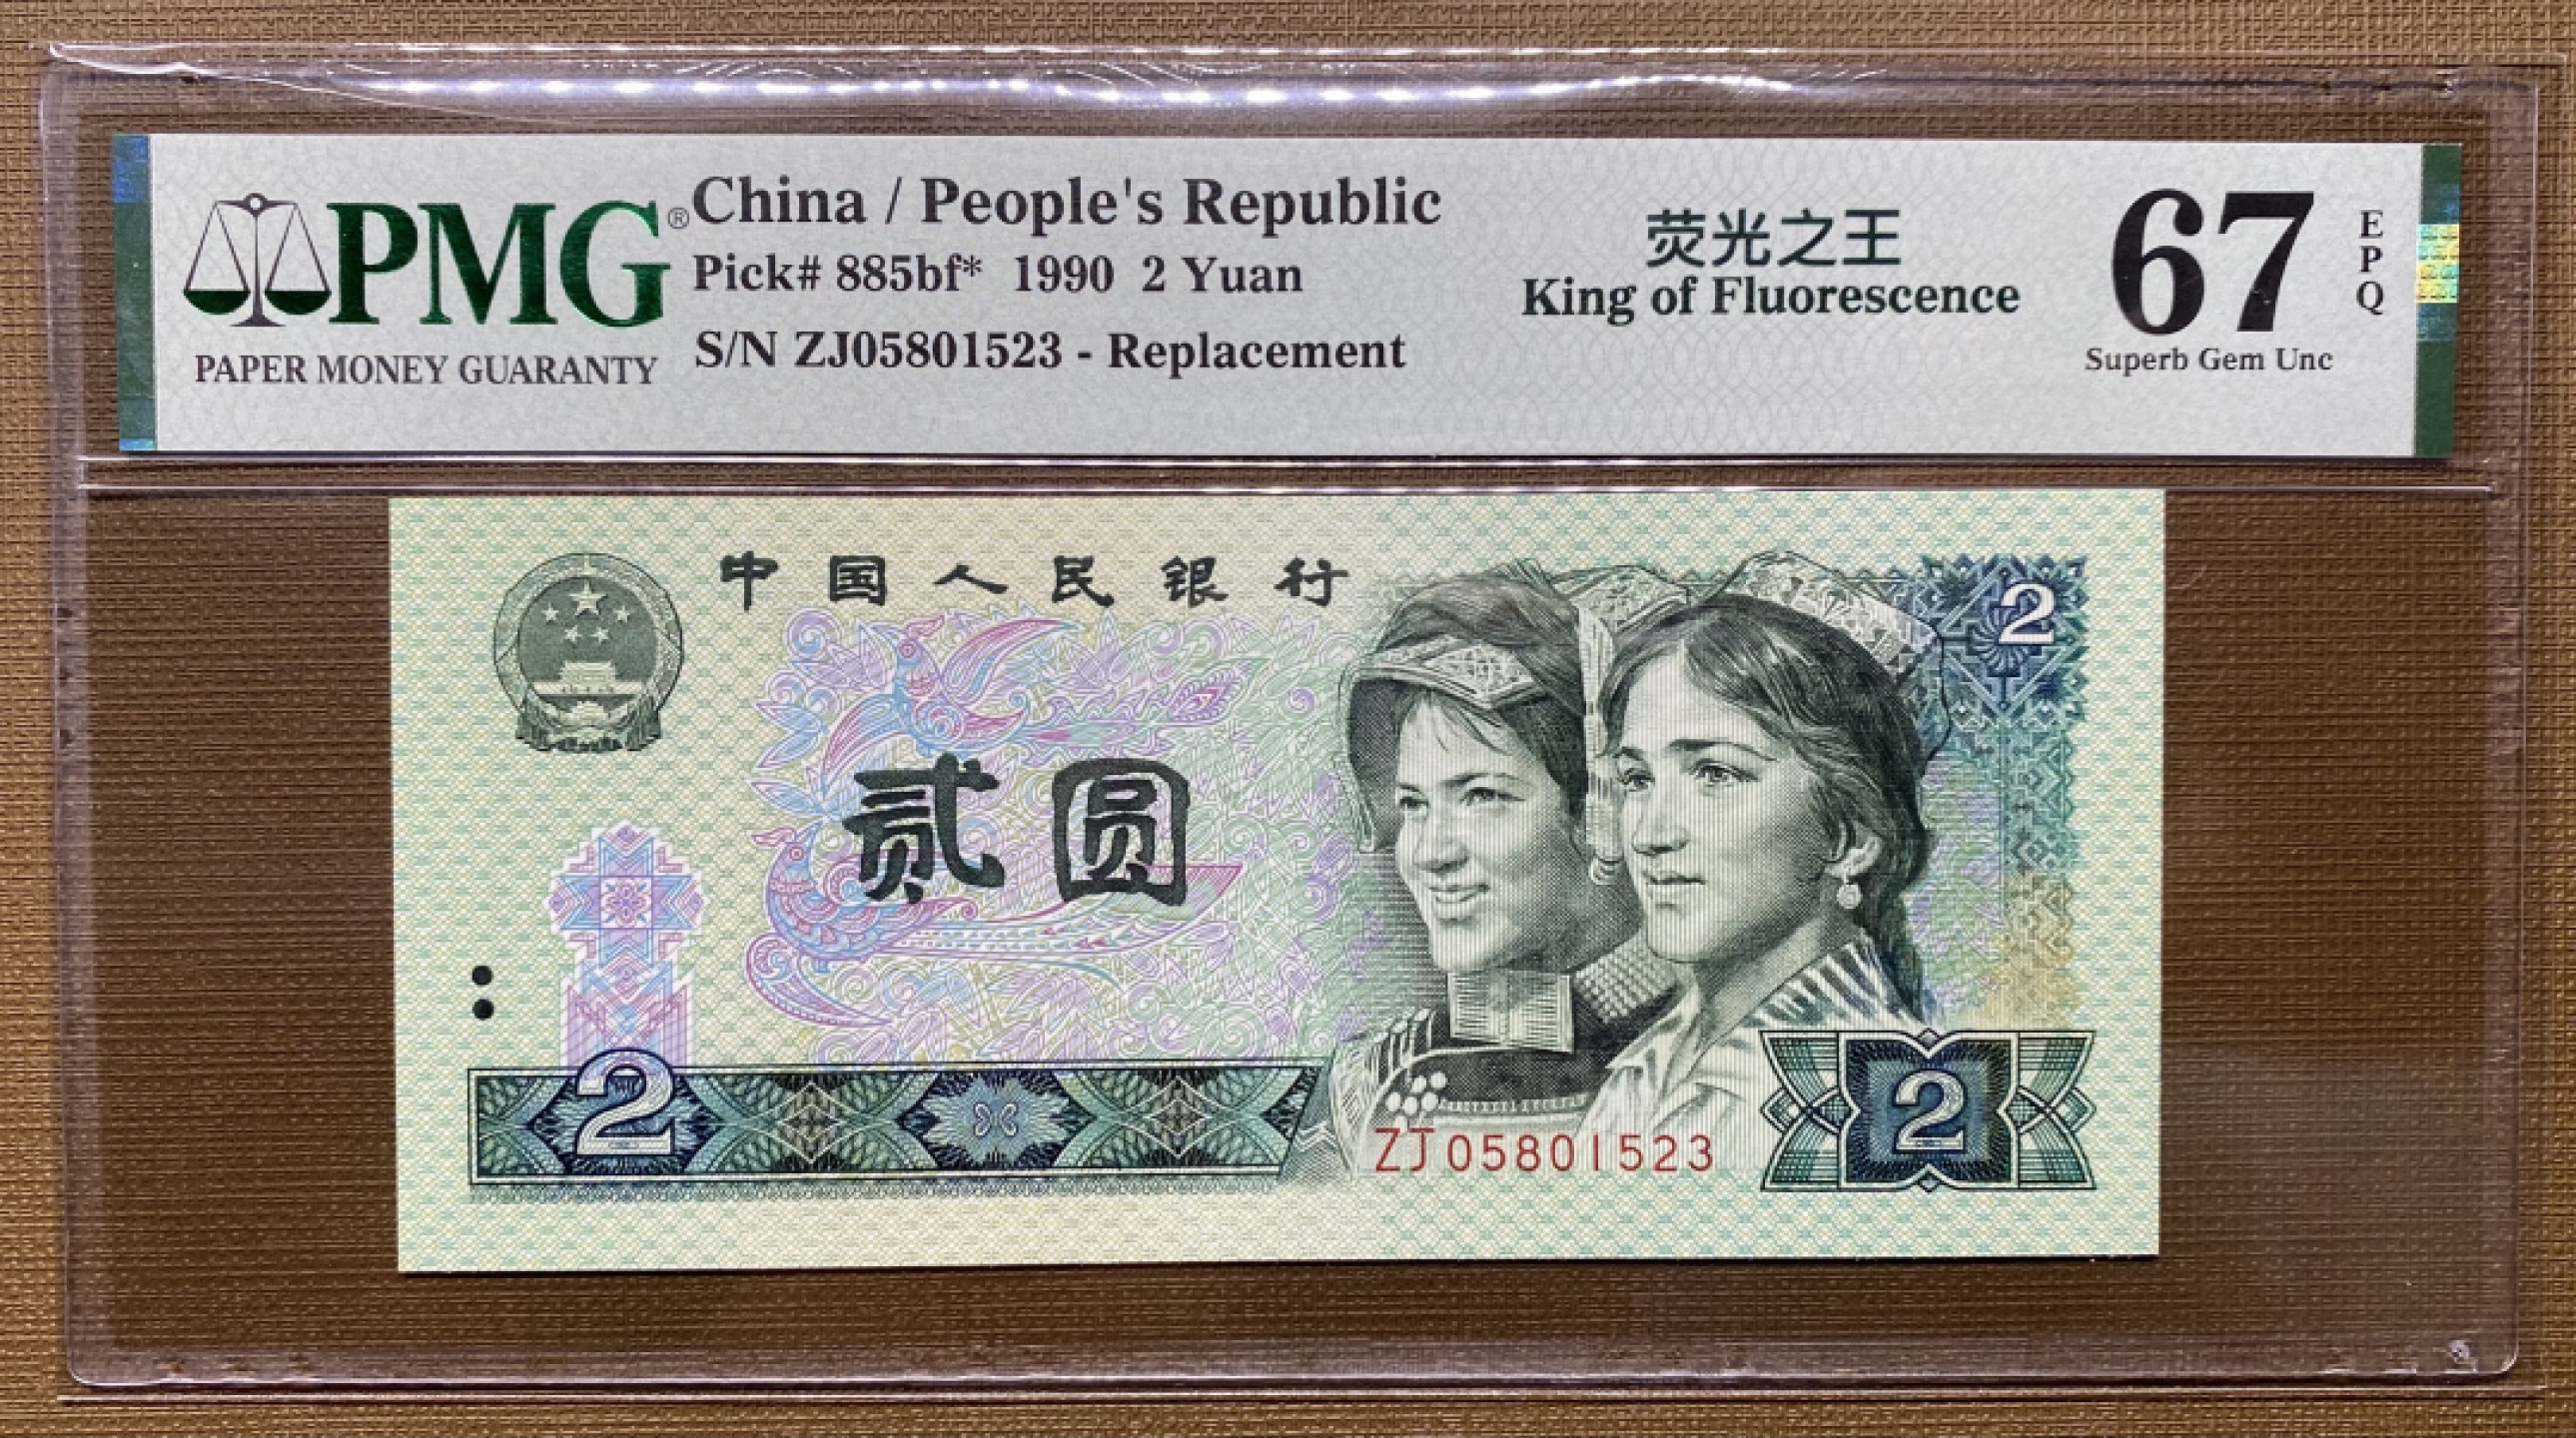 PMG®
PAPER MONEY GUARANTY
China / People's Republic
Pick# 885bf* 1990 2 Yuan
S/N ZJ05801523 - Replacement
荧光之王
King of Fluorescence
67
EPQ
Superb Gem Unc
中国人民银行
2
贰圆
2
ZJ05801523
2